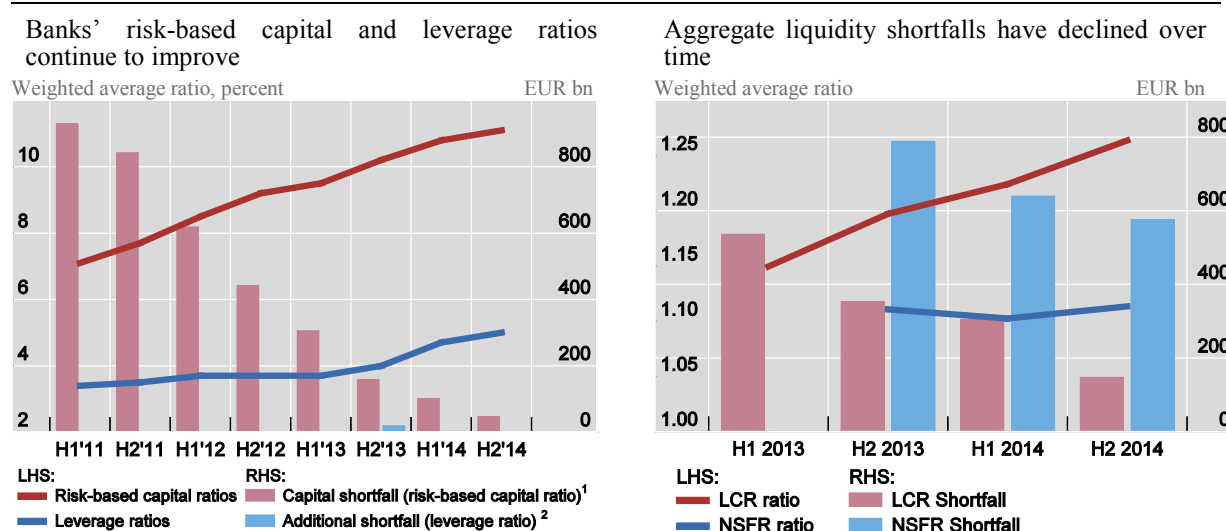 Banks’ risk-based capital and leverage ratios
continue to improve
Weighted average ratio, percent EUR bn
10 800
8 600
6 400
4 200
2 0
H1'11 H2'11 H1'12 H2'12 H1'13 H2'13 H1'14 H2'14
LHS: RHS:
Risk-based capital ratios Capital shortfall (risk-based capital ratio)1
Leverage ratios Additional shortfall (leverage ratio) 2
Aggregate liquidity shortfalls have declined over
time
Weighted average ratio EUR bn
1.25 800
1.20 600
1.15
1.10 400
1.05 200
1.00 0
H1 2013 H2 2013 H1 2014 H2 2014
LHS: RHS:
LCR ratio LCR Shortfall
NSFR ratio NSFR Shortfall